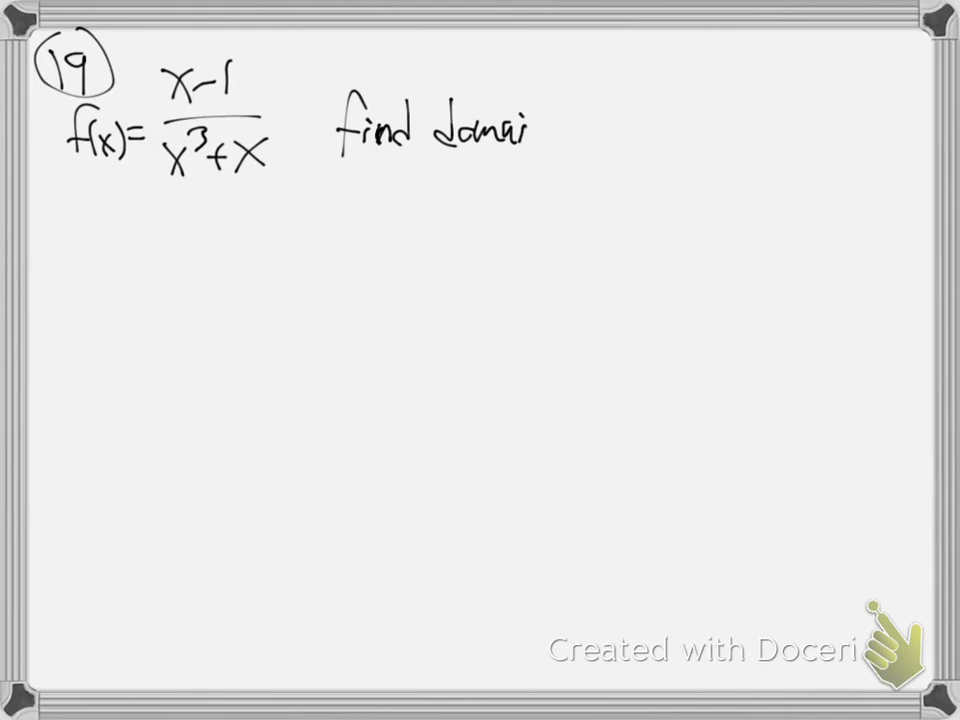 19
f(x) = x-1 / x³+x find domai
Created with Doceri